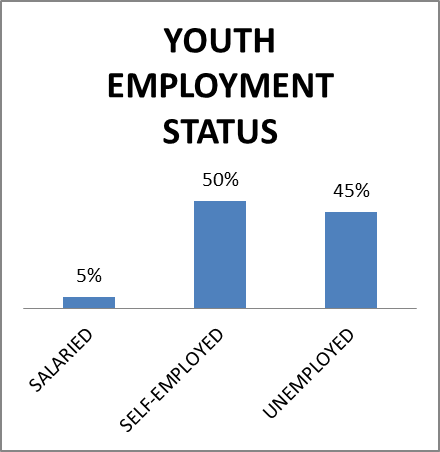 YOUTH
EMPLOYMENT
STATUS
5%
50%
45%
SALARIED
SELF-EMPLOYED
UNEMPLOYED